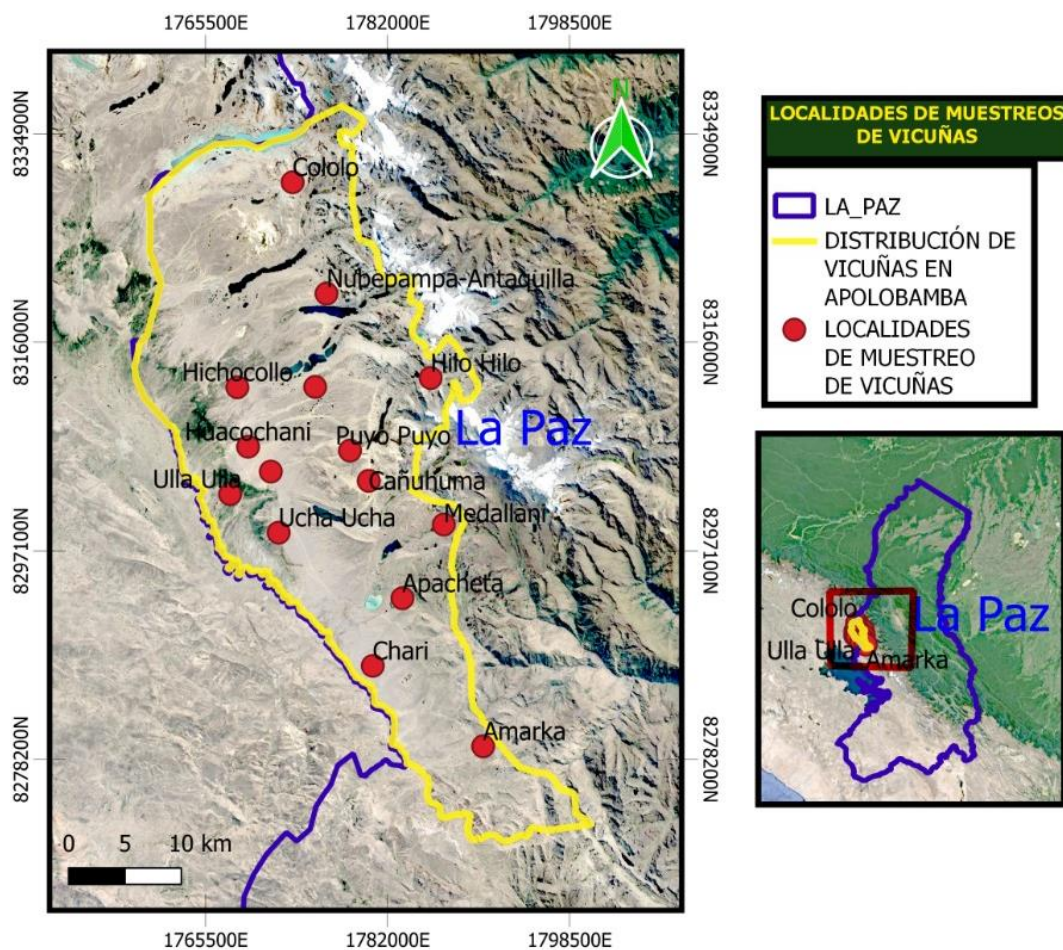 1765500E
1782000E
1798500E
8334900N
8316000N
8297100N
8278200N
N
Cololo
Nubepampa-Antaquilla
Hilo Hilo
Hichocollo
La Paz
Huacochani
Puyo Puyo
Cañuhuma
Ulla Ulla
Ucha Ucha
Medallani
Apacheta
Chari
Amarka
0 5 10 km
8334900N
8316000N
8297100N
8278200N
1765500E
1782000E
1798500E
LOCALIDADES DE MUESTREOS
DE VICUÑAS
LA_PAZ
DISTRIBUCIÓN DE
VICUÑAS EN
APOLOBAMBA
LOCALIDADES
DE MUESTREO
DE VICUÑAS
Cololo
La Paz
Ulla Ulla
Amarka